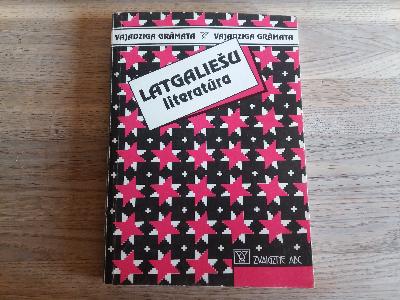 VAJADZĪGA GRĀMATA VAJADZĪGA GRĀMATA
LATGALIEŠU
literatūra
ZVAIGZNE ABC